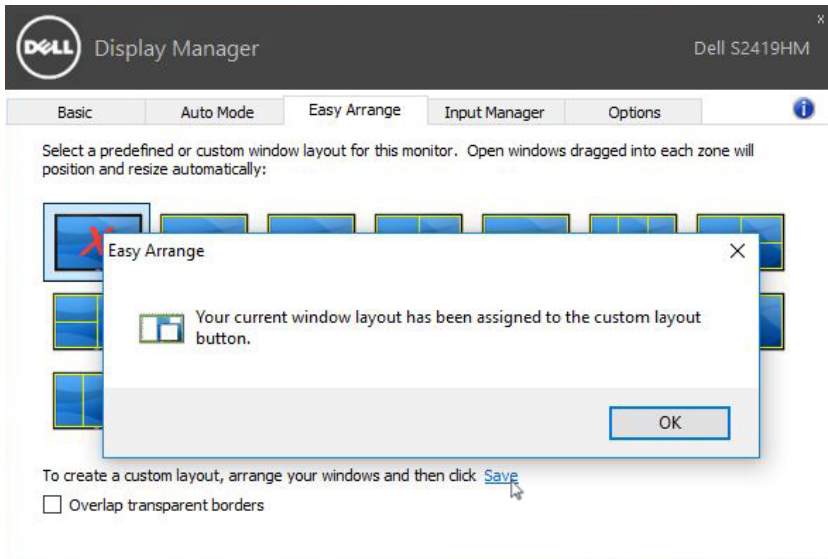 x
DELL Display Manager Dell S2419HM
Basic Auto Mode Easy Arrange Input Manager Options
Select a predefined or custom window layout for this monitor. Open windows dragged into each zone will
position and resize automatically:
Easy Arrange
Your current window layout has been assigned to the custom layout
button.
OK
To create a custom layout, arrange your windows and then click Save
Overlap transparent borders